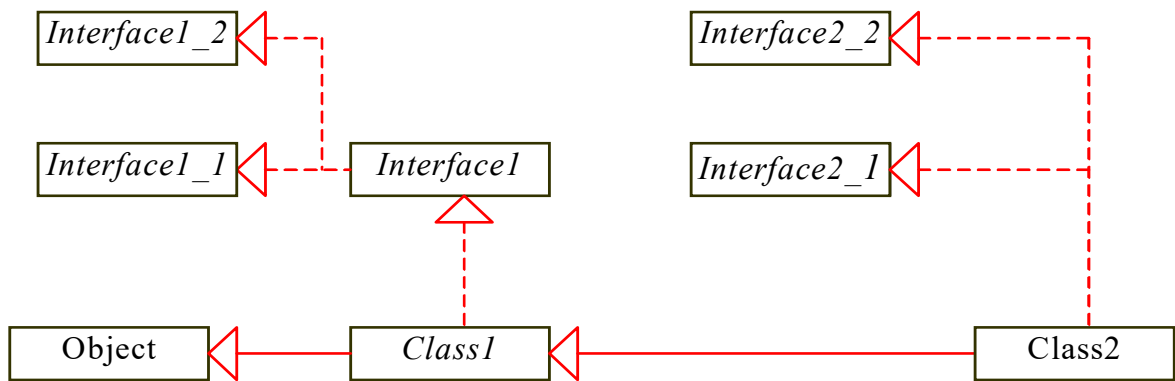 Interface1_2
Interface2_2
Interface1_1
Interface1
Interface2_1
Object
Class1
Class2